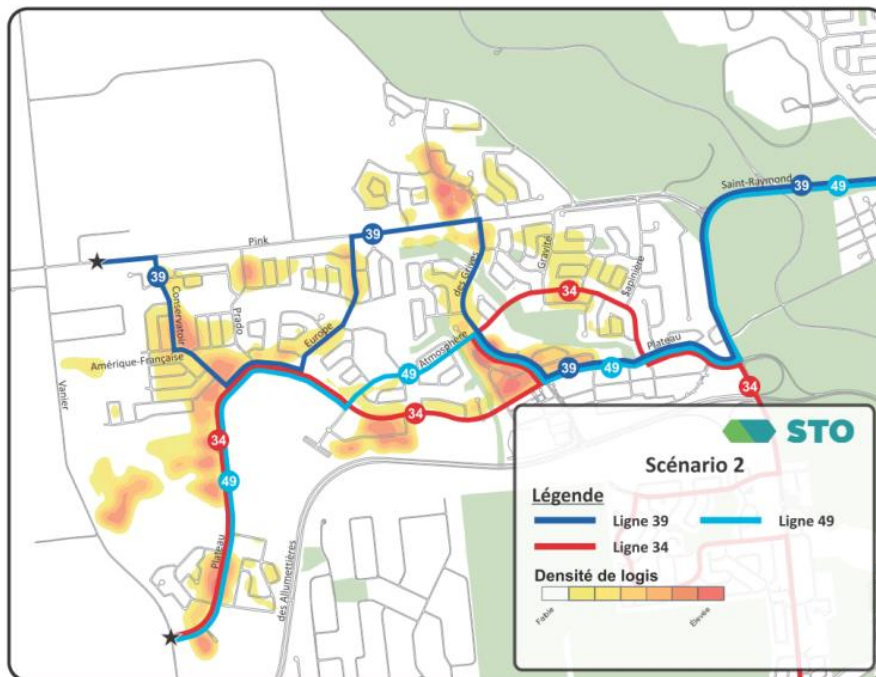 Saint-Raymond
39
49
Pink
39
39
Conservatoir
Prado
Europe
des Grives
Gravité
Sapinière
34
Atmosphère
Plateau
Amérique-Française
49
39
49
34
34
Vanier
34
49
Plateau
des Allumettières
STO
Scénario 2
Légende
Ligne 39
Ligne 49
Ligne 34
Densité de logis
Faible
Élevée